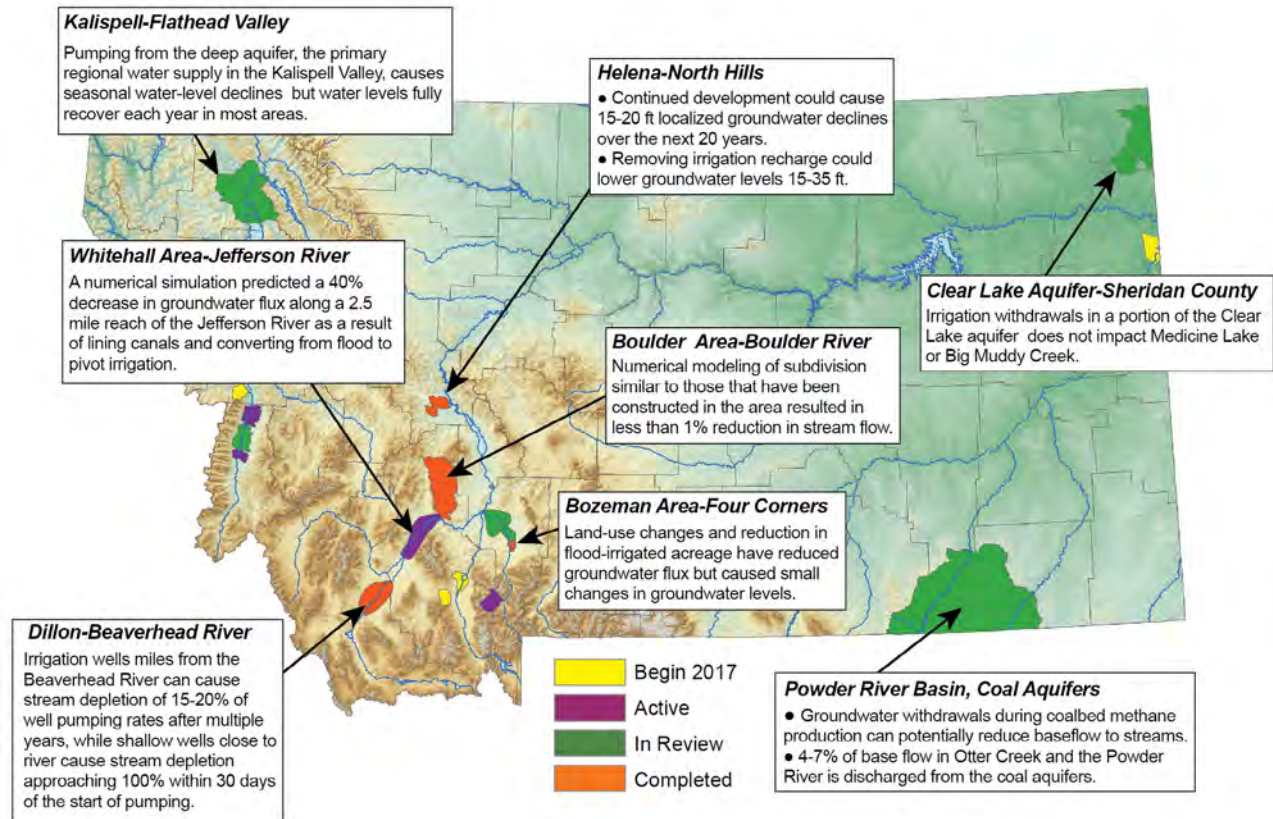 Kalispell-Flathead Valley
Pumping from the deep aquifer, the primary
regional water supply in the Kalispell Valley, causes
seasonal water-level declines but water levels fully
recover each year in most areas.
Helena-North Hills
● Continued development could cause
15-20 ft localized groundwater declines
over the next 20 years.
● Removing irrigation recharge could
lower groundwater levels 15-35 ft.
Whitehall Area-Jefferson River
A numerical simulation predicted a 40%
decrease in groundwater flux along a 2.5
mile reach of the Jefferson River as a result
of lining canals and converting from flood to
pivot irrigation.
Clear Lake Aquifer-Sheridan County
Irrigation withdrawals in a portion of the Clear
Lake aquifer does not impact Medicine Lake
or Big Muddy Creek.
Boulder Area-Boulder River
Numerical modeling of subdivision
similar to those that have been
constructed in the area resulted in
less than 1% reduction in stream flow.
Bozeman Area-Four Corners
Land-use changes and reduction in
flood-irrigated acreage have reduced
groundwater flux but caused small
changes in groundwater levels.
Dillon-Beaverhead River
Irrigation wells miles from the
Beaverhead River can cause
stream depletion of 15-20% of
well pumping rates after multiple
years, while shallow wells close to
river cause stream depletion
approaching 100% within 30 days
of the start of pumping.
Begin 2017
Active
In Review
Completed
Powder River Basin, Coal Aquifers
● Groundwater withdrawals during coalbed methane
production can potentially reduce baseflow to streams.
● 4-7% of base flow in Otter Creek and the Powder
River is discharged from the coal aquifers.